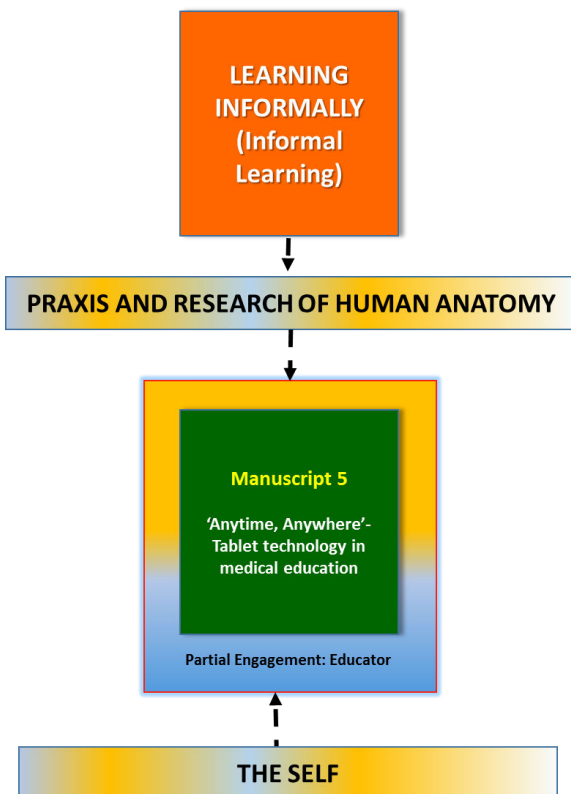 LEARNING
INFORMALLY
(Informal
Learning)
PRAXIS AND RESEARCH OF HUMAN ANATOMY
Manuscript 5
‘Anytime, Anywhere’-
Tablet technology in
medical education
Partial Engagement: Educator
THE SELF